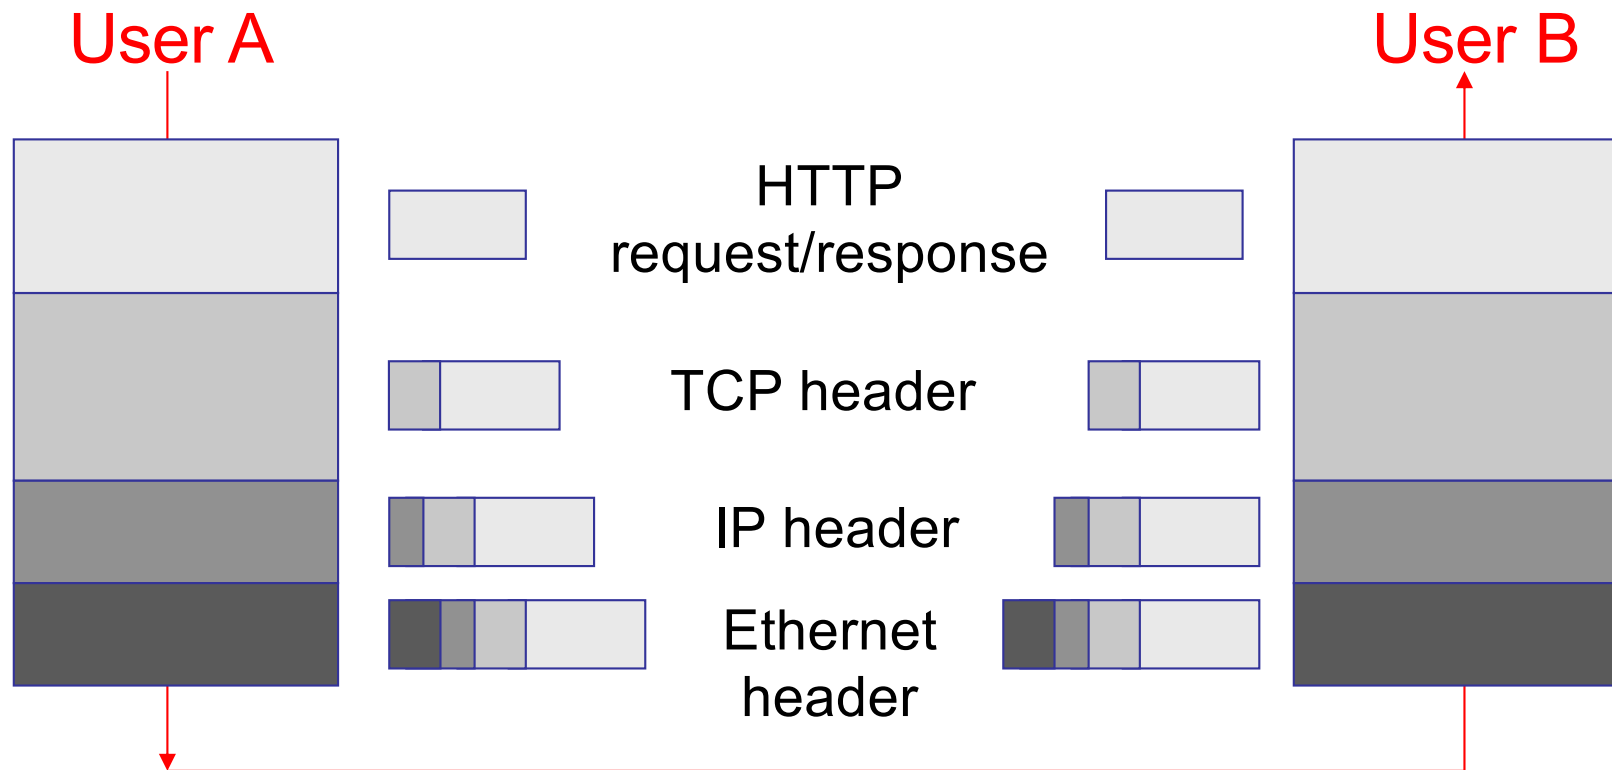 User A
User B
HTTP
request/response
TCP header
IP header
Ethernet
header